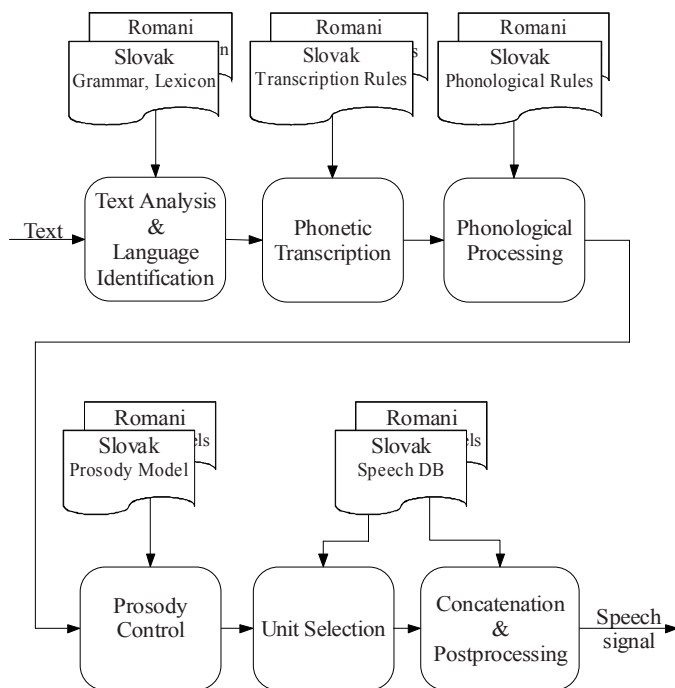 Romani
Slovak
Grammar, Lexicon
Romani
Slovak
Transcription Rules
Romani
Slovak
Phonological Rules
Text
Text Analysis
&
Language
Identification
Phonetic
Transcription
Phonological
Processing
Romani
Slovak
Prosody Model
Romani
Slovak
Speech DB
Prosody
Control
Unit Selection
Concatenation
&
Postprocessing
Speech
signal